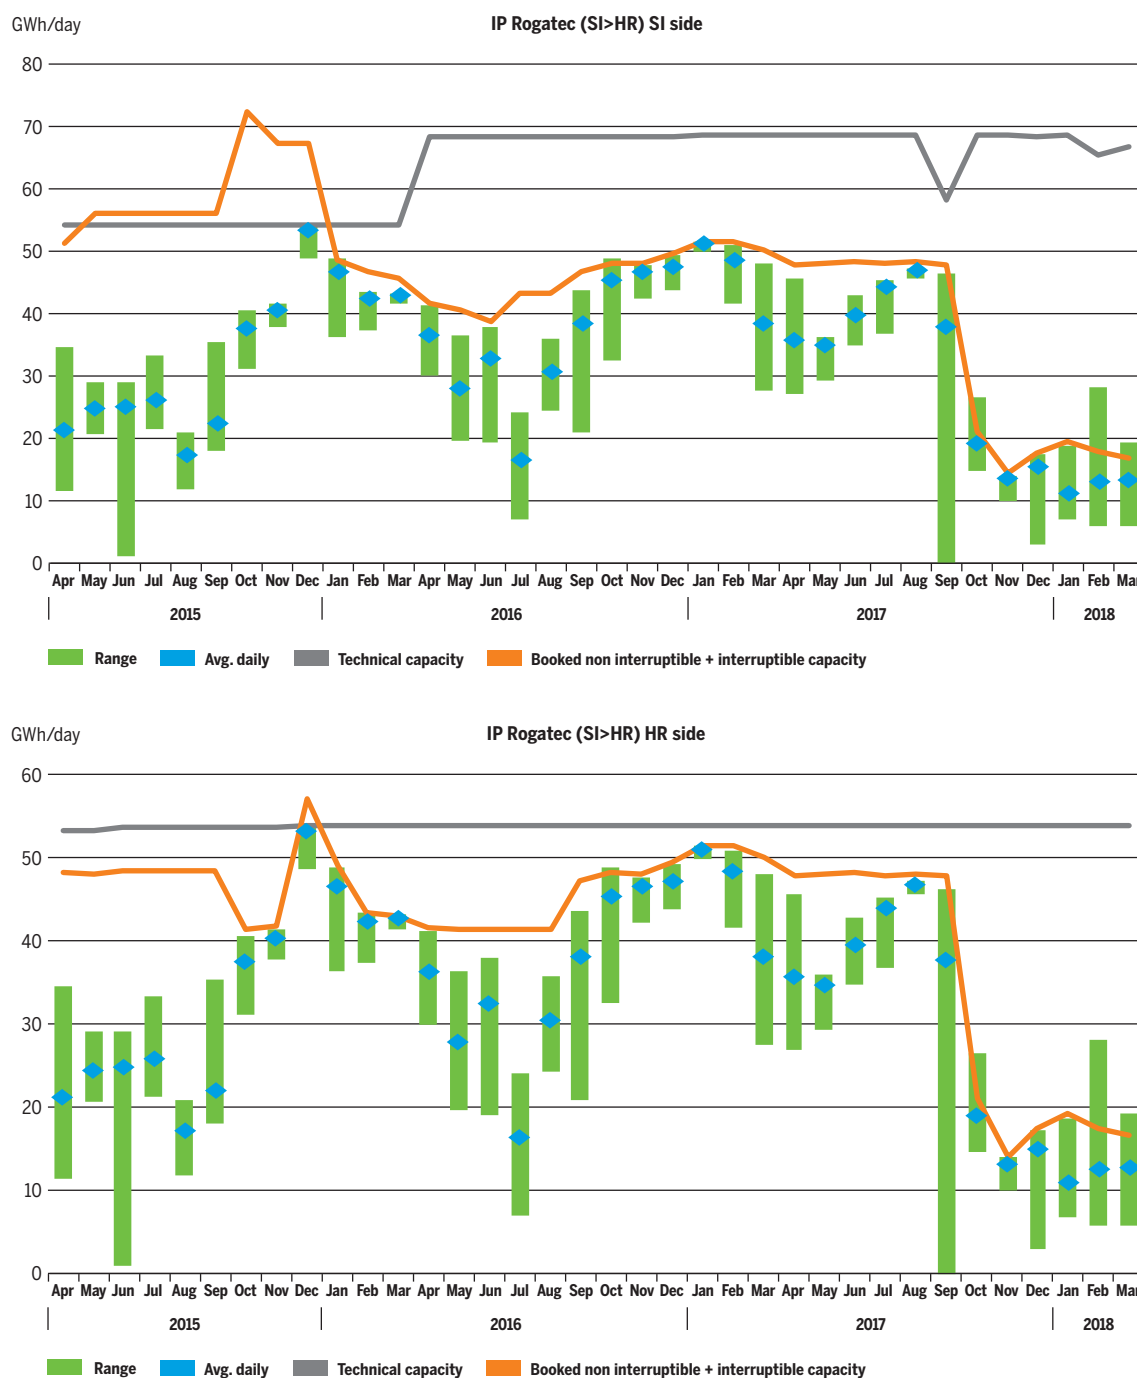 GWh/day
IP Rogatec (SI>HR) SI side
80
70
60
50
40
30
20
10
0
Apr May Jun Jul Aug Sep Oct Nov Dec Jan Feb Mar Apr May Jun Jul Aug Sep Oct Nov Dec Jan Feb Mar Apr May Jun Jul Aug Sep Oct Nov Dec Jan Feb Mar
2015 2016 2017 2018
Range Avg. daily Technical capacity Booked non interruptible + interruptible capacity
GWh/day
IP Rogatec (SI>HR) HR side
60
50
40
30
20
10
0
Apr May Jun Jul Aug Sep Oct Nov Dec Jan Feb Mar Apr May Jun Jul Aug Sep Oct Nov Dec Jan Feb Mar Apr May Jun Jul Aug Sep Oct Nov Dec Jan Feb Mar
2015 2016 2017 2018
Range Avg. daily Technical capacity Booked non interruptible + interruptible capacity